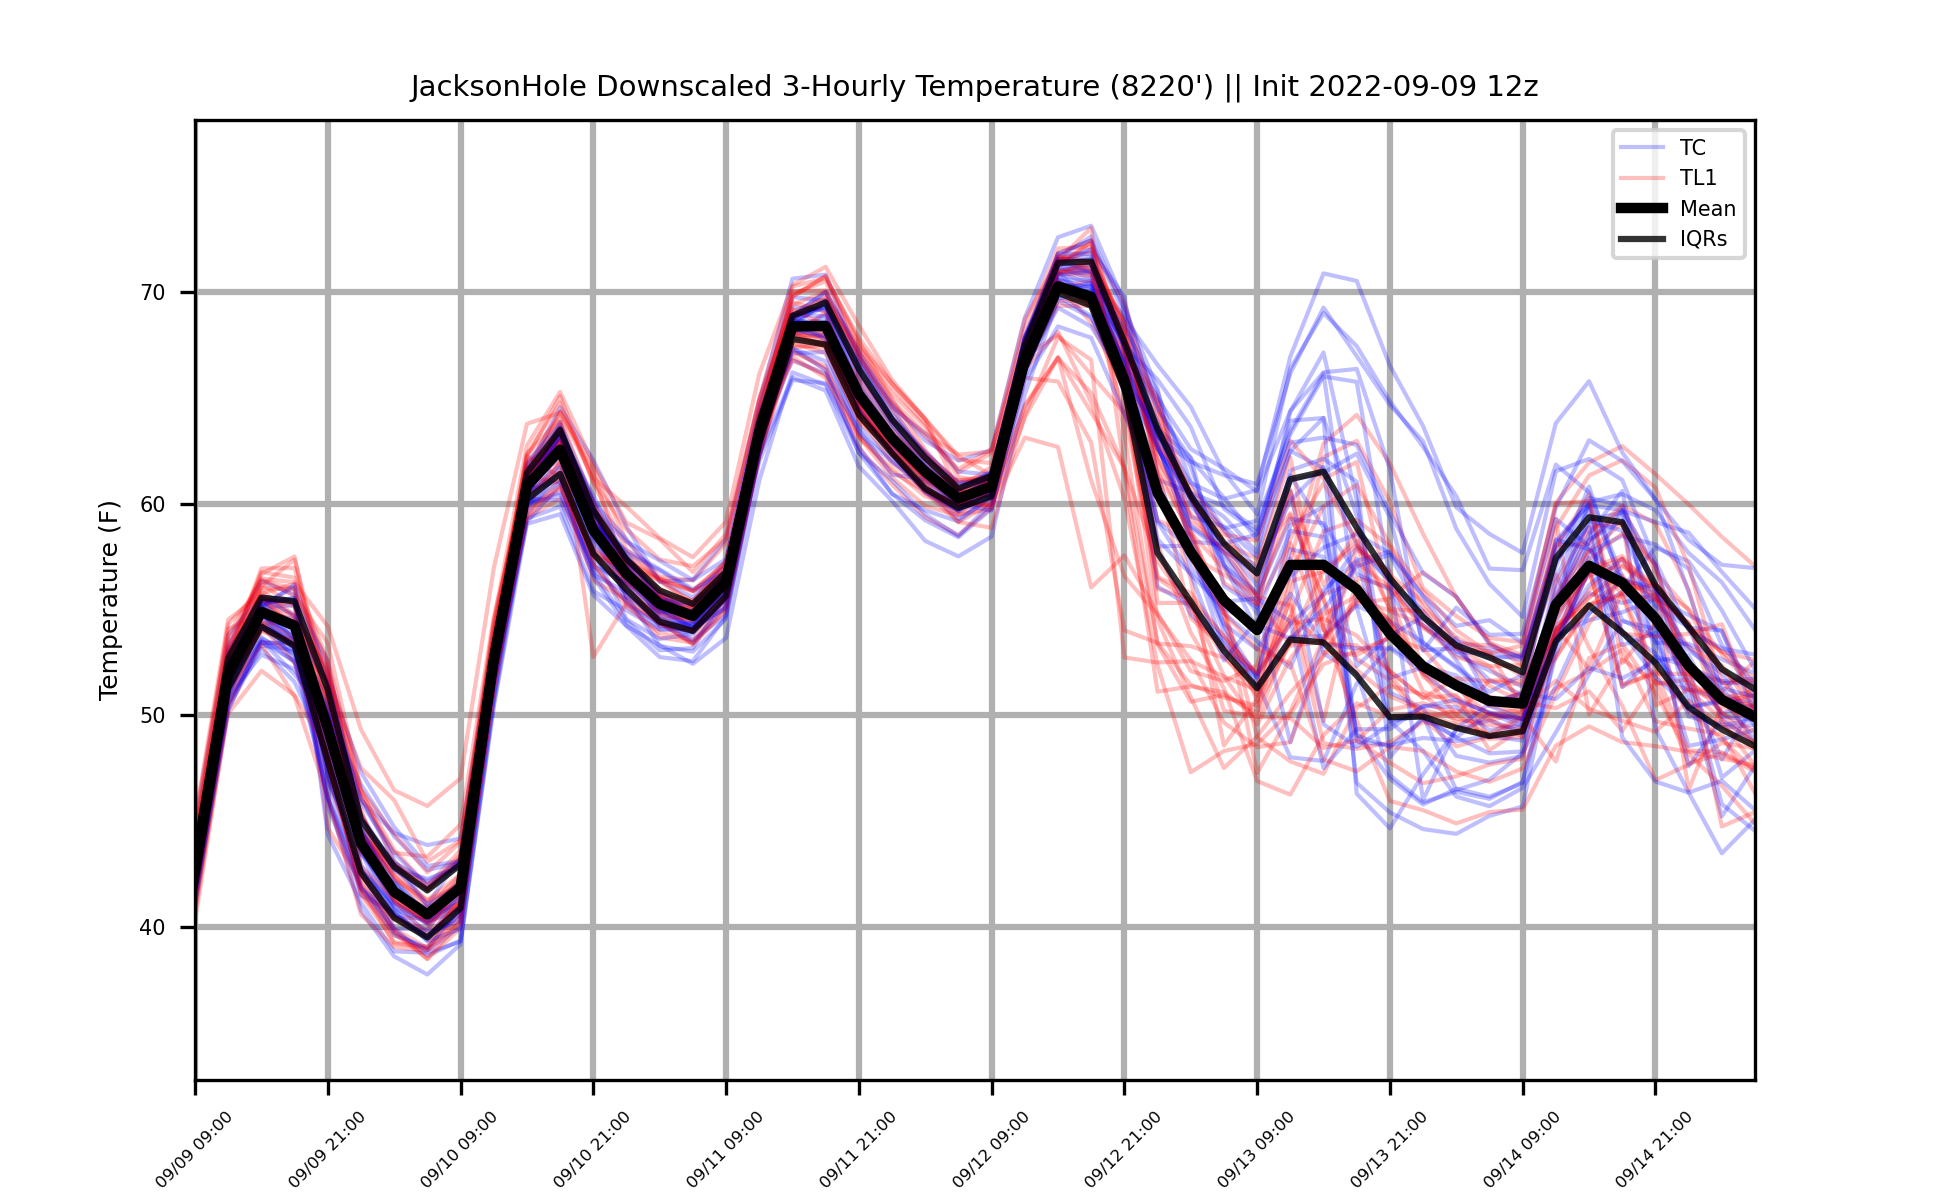 JacksonHole Downscaled 3-Hourly Temperature (8220') || Init 2022-09-09 12z
TC
TL1
Mean
IQRs
Temperature (F)
70
60
50
40
09/09 09:00
09/09 21:00
09/10 09:00
09/10 21:00
09/11 09:00
09/11 21:00
09/12 09:00
09/12 21:00
09/13 09:00
09/13 21:00
09/14 09:00
09/14 21:00